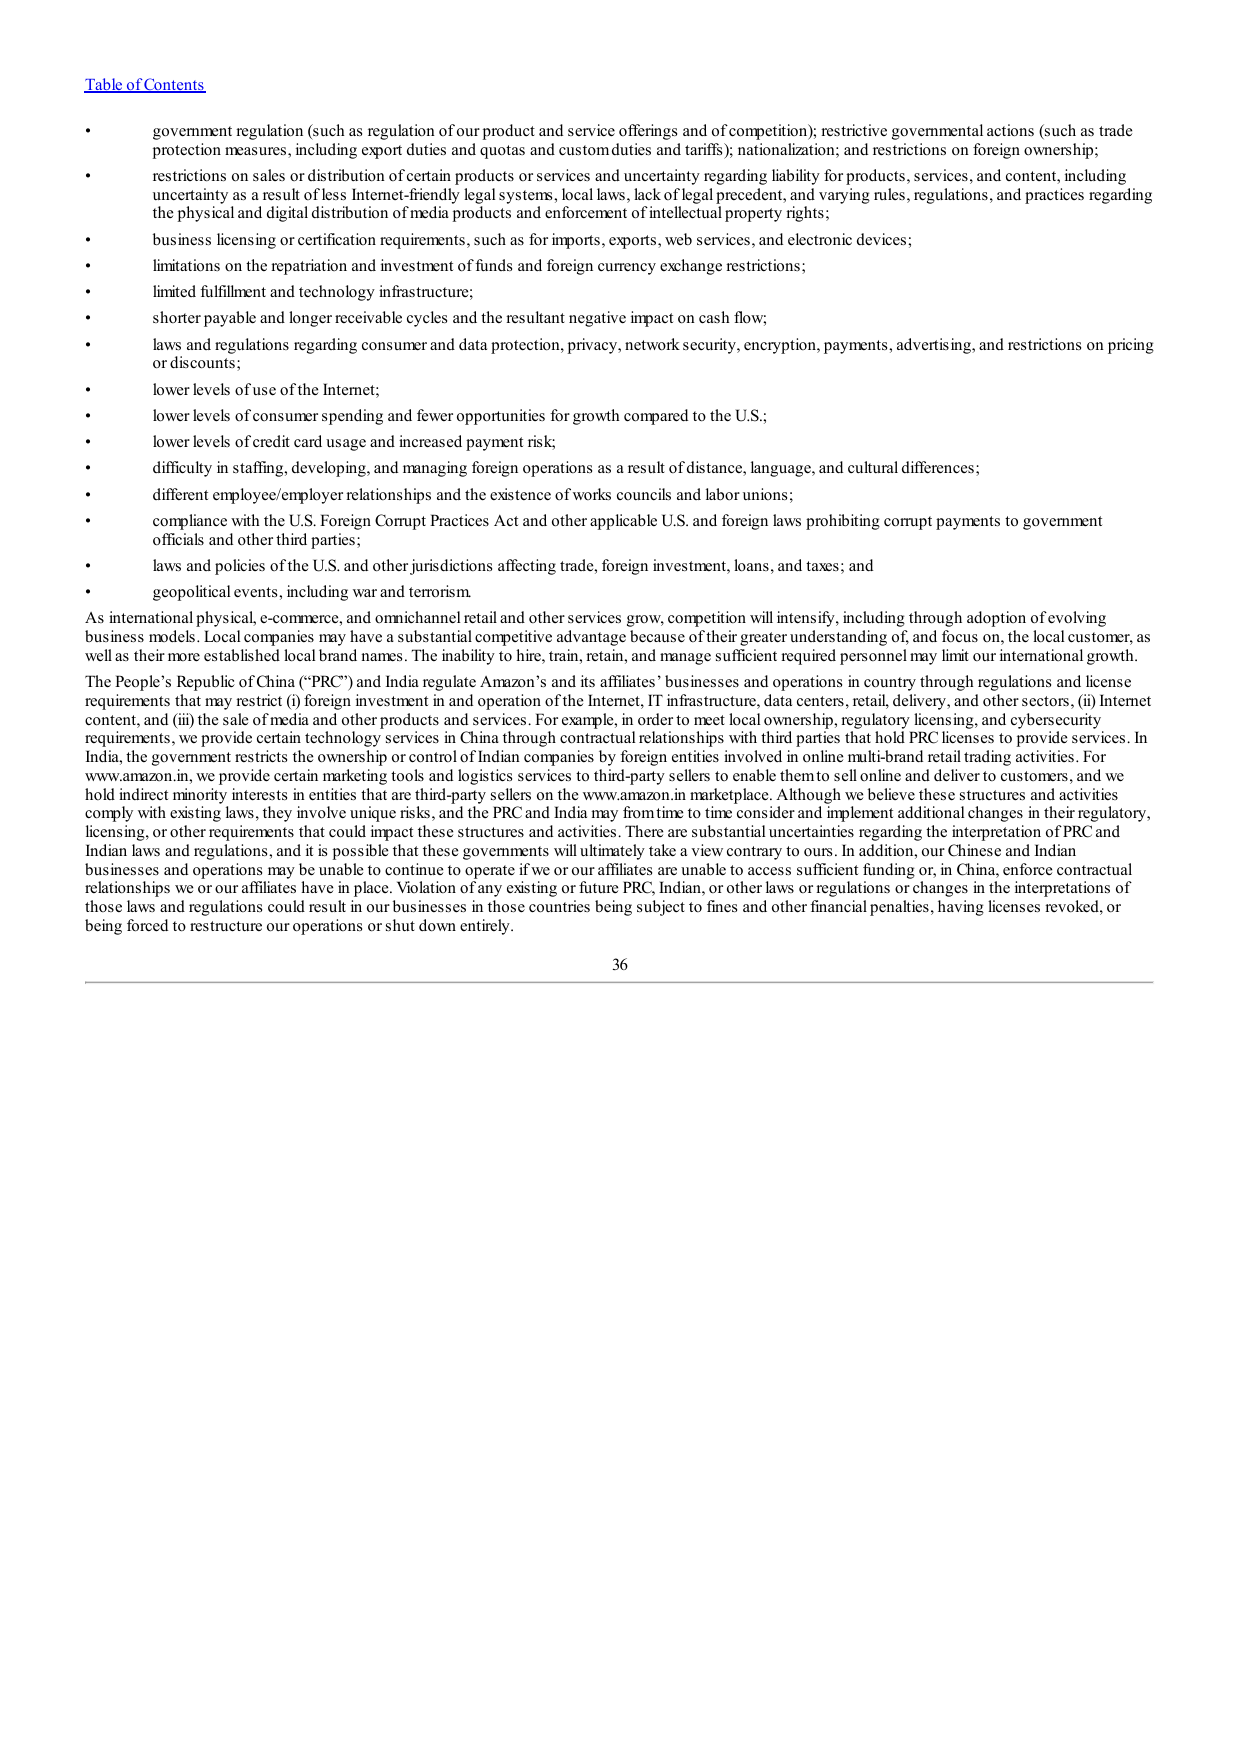 Table of Contents
• government regulation (such as regulation of our product and service offerings and of competition); restrictive governmental actions (such as trade
protection measures, including export duties and quotas and custom duties and tariffs); nationalization; and restrictions on foreign ownership;
• restrictions on sales or distribution of certain products or services and uncertainty regarding liability for products, services, and content, including
uncertainty as a result of less Internet-friendly legal systems, local laws, lack of legal precedent, and varying rules, regulations, and practices regarding
the physical and digital distribution of media products and enforcement of intellectual property rights;
• business licensing or certification requirements, such as for imports, exports, web services, and electronic devices;
• limitations on the repatriation and investment of funds and foreign currency exchange restrictions;
• limited fulfillment and technology infrastructure;
• shorter payable and longer receivable cycles and the resultant negative impact on cash flow;
• laws and regulations regarding consumer and data protection, privacy, network security, encryption, payments, advertising, and restrictions on pricing
or discounts;
• lower levels of use of the Internet;
• lower levels of consumer spending and fewer opportunities for growth compared to the U.S.;
• lower levels of credit card usage and increased payment risk;
• difficulty in staffing, developing, and managing foreign operations as a result of distance, language, and cultural differences;
• different employee/employer relationships and the existence of works councils and labor unions;
• compliance with the U.S. Foreign Corrupt Practices Act and other applicable U.S. and foreign laws prohibiting corrupt payments to government
officials and other third parties;
• laws and policies of the U.S. and other jurisdictions affecting trade, foreign investment, loans, and taxes; and
• geopolitical events, including war and terrorism.
As international physical, e-commerce, and omnichannel retail and other services grow, competition will intensify, including through adoption of evolving
business models. Local companies may have a substantial competitive advantage because of their greater understanding of, and focus on, the local customer, as
well as their more established local brand names. The inability to hire, train, retain, and manage sufficient required personnel may limit our international growth.
The People’s Republic of China (“PRC”) and India regulate Amazon’s and its affiliates’ businesses and operations in country through regulations and license
requirements that may restrict (i) foreign investment in and operation of the Internet, IT infrastructure, data centers, retail, delivery, and other sectors, (ii) Internet
content, and (iii) the sale of media and other products and services. For example, in order to meet local ownership, regulatory licensing, and cybersecurity
requirements, we provide certain technology services in China through contractual relationships with third parties that hold PRC licenses to provide services. In
India, the government restricts the ownership or control of Indian companies by foreign entities involved in online multi-brand retail trading activities. For
www.amazon.in, we provide certain marketing tools and logistics services to third-party sellers to enable them to sell online and deliver to customers, and we
hold indirect minority interests in entities that are third-party sellers on the www.amazon.in marketplace. Although we believe these structures and activities
comply with existing laws, they involve unique risks, and the PRC and India may from time to time consider and implement additional changes in their regulatory,
licensing, or other requirements that could impact these structures and activities. There are substantial uncertainties regarding the interpretation of PRC and
Indian laws and regulations, and it is possible that these governments will ultimately take a view contrary to ours. In addition, our Chinese and Indian
businesses and operations may be unable to continue to operate if we or our affiliates are unable to access sufficient funding or, in China, enforce contractual
relationships we or our affiliates have in place. Violation of any existing or future PRC, Indian, or other laws or regulations or changes in the interpretations of
those laws and regulations could result in our businesses in those countries being subject to fines and other financial penalties, having licenses revoked, or
being forced to restructure our operations or shut down entirely.
36